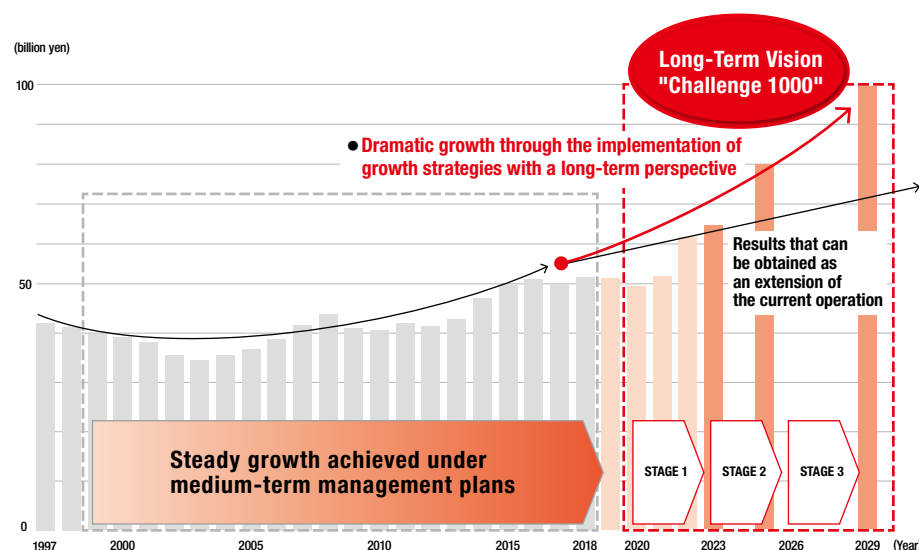 (billion yen)
Long-Term Vision
"Challenge 1000"
100
● Dramatic growth through the implementation of
growth strategies with a long-term perspective
Results that can
be obtained as
an extension of
the current operation
50
Steady growth achieved under
medium-term management plans
STAGE 1
STAGE 2
STAGE 3
0
1997 2000 2005 2010 2015 2018 2020 2023 2026 2029 (Year